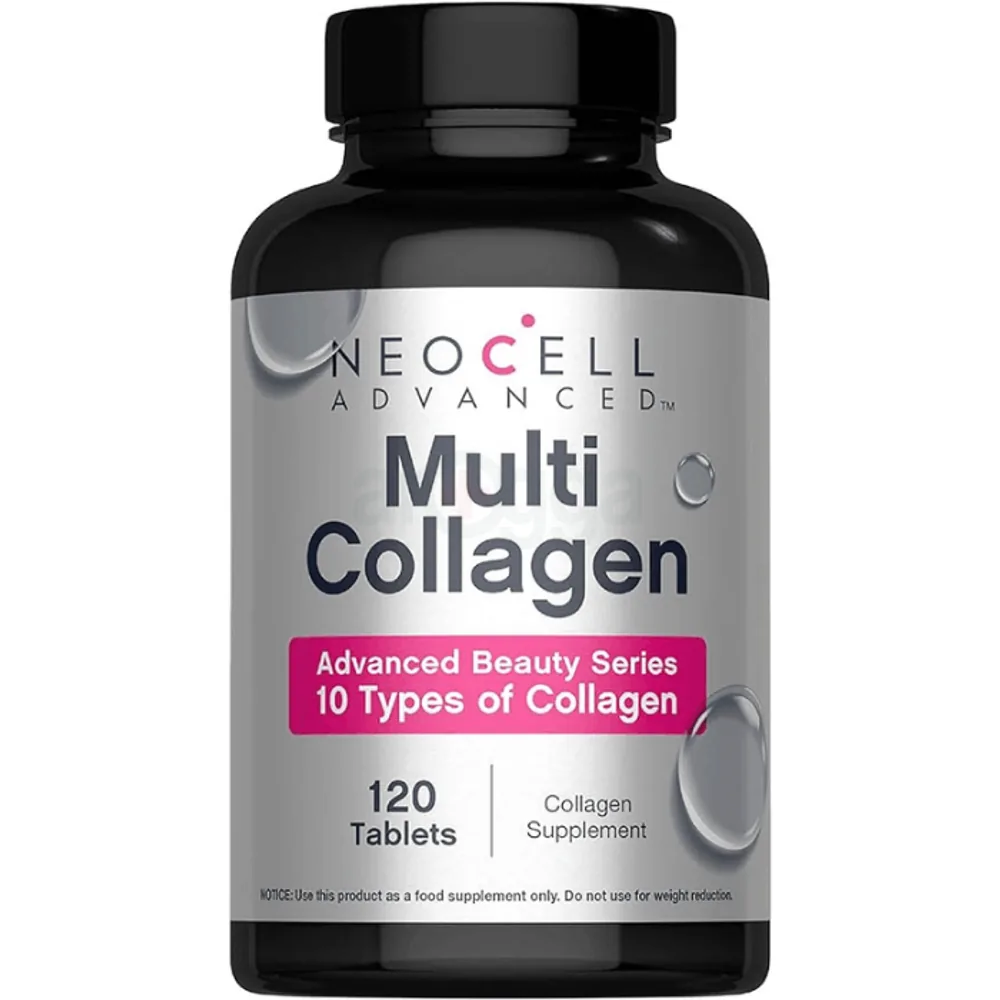 NEOCELL
ADVANCED™
Multi
Collagen
Advanced Beauty Series
10 Types of Collagen
120
Tablets
Collagen
Supplement
NOTICE: Use this product as a food supplement only. Do not use for weight reduction.